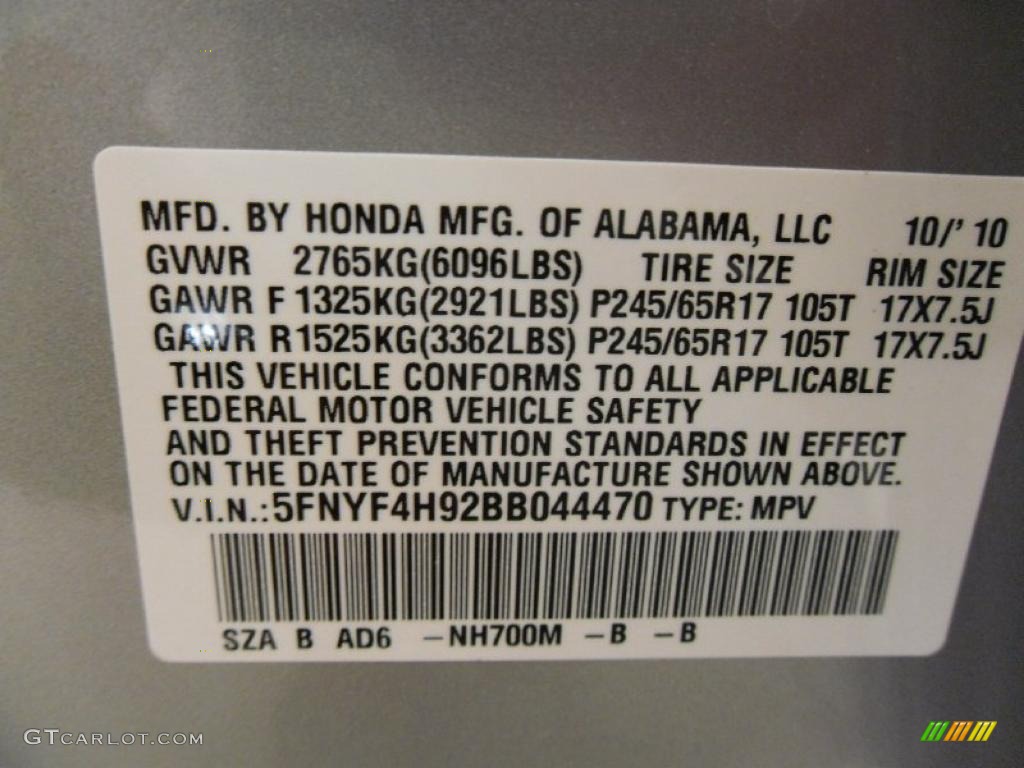 MFD. BY HONDA MFG. OF ALABAMA, LLC 10/'10
GVWR 2765KG(6096LBS) TIRE SIZE RIM SIZE
GAWR F 1325KG(2921LBS) P245/65R17 105T 17X7.5J
GAWR R 1525KG(3362LBS) P245/65R17 105T 17X7.5J
THIS VEHICLE CONFORMS TO ALL APPLICABLE
FEDERAL MOTOR VEHICLE SAFETY
AND THEFT PREVENTION STANDARDS IN EFFECT
ON THE DATE OF MANUFACTURE SHOWN ABOVE.
V.I.N.:5FNYF4H92BB044470 TYPE: MPV
SZA B AD6 –NH700M –B –B
GTCARLOT.COM